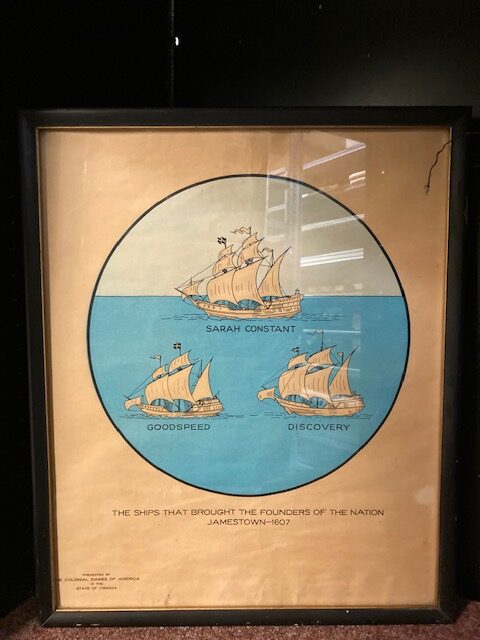 SARAH CONSTANT
GOODSPEED
DISCOVERY
THE SHIPS THAT BROUGHT THE FOUNDERS OF THE NATION
JAMESTOWN—1607
PRESENTED BY
COLONIAL DAMES OF AMERICA
IN THE
STATE OF VIRGINIA